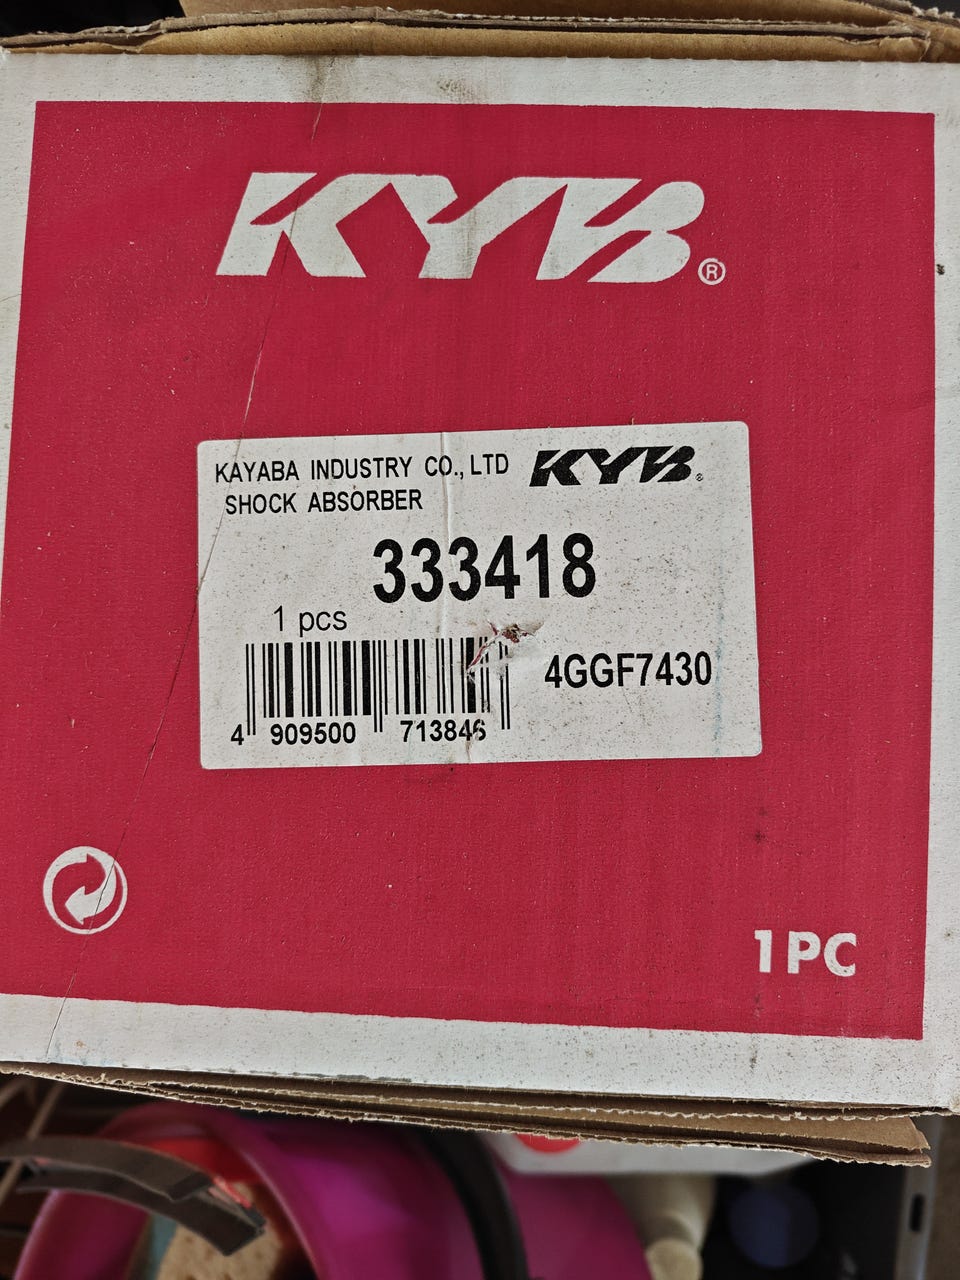 KYB®
KAYABA INDUSTRY CO., LTD KYB®
SHOCK ABSORBER
333418
1 pcs
4GGF7430
4 909500 713846
1PC